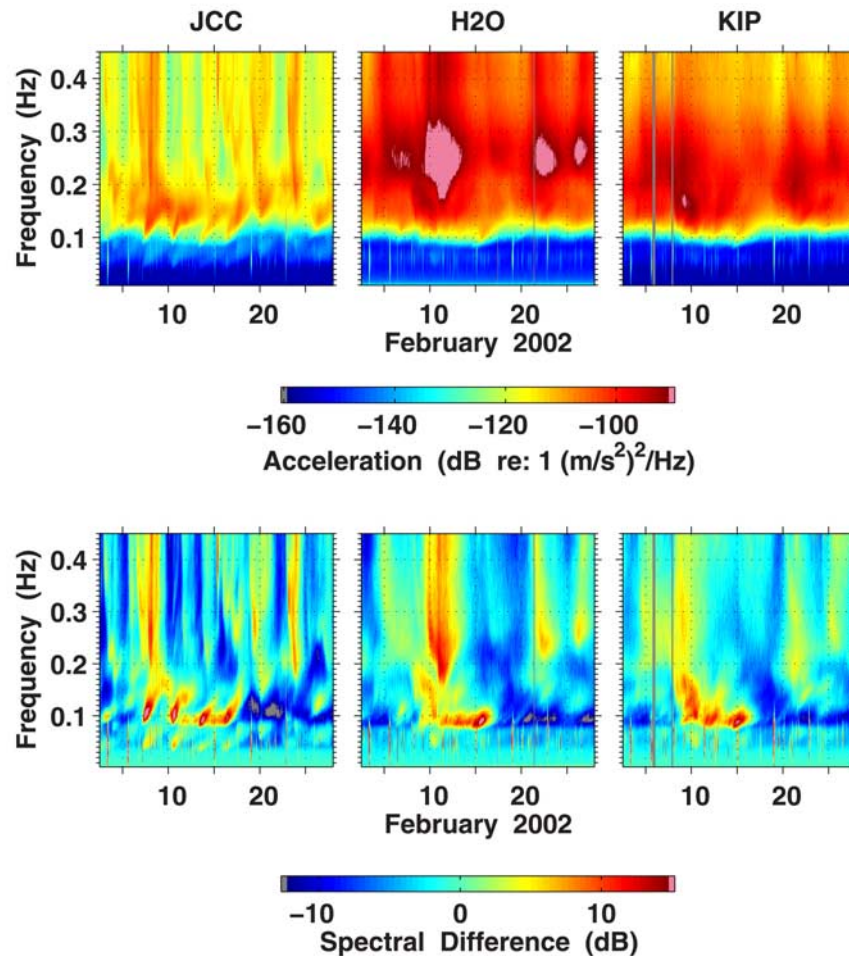 JCC H2O KIP
Frequency (Hz)
0.4
0.3
0.2
0.1
10 20 10 20 10 20
February 2002
−160 −140 −120 −100
Acceleration (dB re: 1 (m/s²)²/Hz)
Frequency (Hz)
0.4
0.3
0.2
0.1
10 20 10 20 10 20
February 2002
−10 0 10
Spectral Difference (dB)